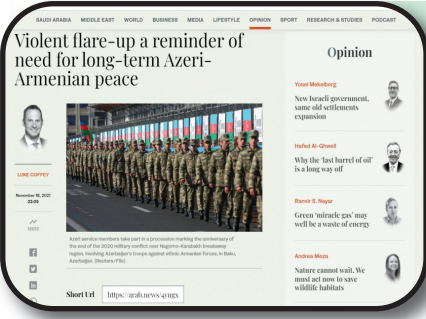 SAUDI ARABIA MIDDLE EAST WORLD BUSINESS MEDIA LIFESTYLE OPINION SPORT RESEARCH & STUDIES PODCAST
Violent flare-up a reminder of
need for long-term Azeri-
Armenian peace
LUKE COFFEY
November 18, 2021
Azeri service members take part in a procession marking the anniversary of
the end of the 2020 military conflict over Nagorno-Karabakh breakaway
region, involving Azerbaijan's troops against ethnic Armenian Forces, in Baku,
Azerbaijan. (Reuters/File)
Short Url https://arab.news/4yugx
Opinion
Yossi Mekelberg
New Israeli government,
same old settlements
expansion
Hafed Al-Ghwell
Why the 'last barrel of oil'
is a long way off
Ranvir S. Nayar
Green 'miracle gas' may
well be a waste of energy
Andrea Meza
Nature cannot wait. We
must act now to save
wildlife habitats